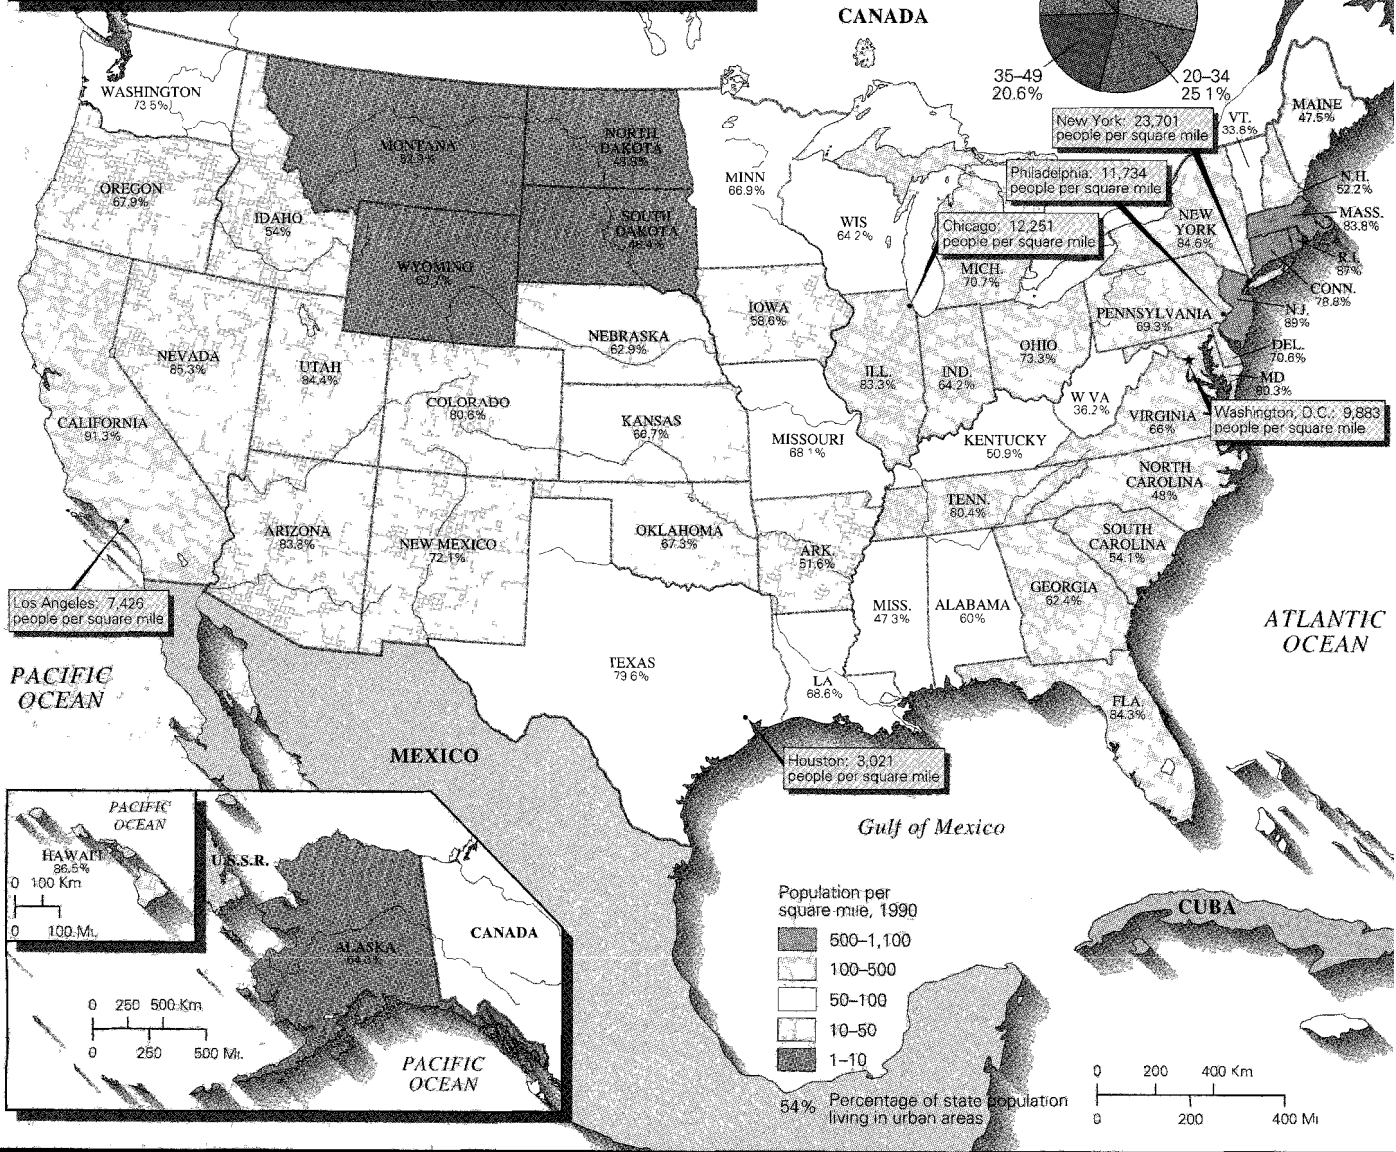 CANADA
35–49
20.6%
20–34
25 1%
WASHINGTON
73 5%
MONTANA
NORTH
DAKOTA
MINN
66.9%
OREGON
67.9%
IDAHO
54%
WYOMING
SOUTH
DAKOTA
WIS
64 2%
MICH.
70.7%
New York: 23,701
people per square mile
Philadelphia: 11,734
people per square mile
Chicago: 12,251
people per square mile
VT.
33.6%
MAINE
47.5%
N.H.
52.2%
MASS.
83.8%
R.I.
87%
CONN.
78.8%
N.J.
89%
DEL.
70.6%
MD
80.3%
NEW
YORK
84.6%
PENNSYLVANIA
69.3%
NEVADA
85.3%
UTAH
84.4%
NEBRASKA
62.9%
IOWA
58.6%
ILL.
83.3%
IND.
64.2%
OHIO
73.3%
W VA
36.2%
VIRGINIA
66%
Washington, D.C.: 9,883
people per square mile
CALIFORNIA
91.3%
COLORADO
80.6%
KANSAS
66.7%
MISSOURI
68 1%
KENTUCKY
50.9%
NORTH
CAROLINA
48%
TENN.
60.4%
SOUTH
CAROLINA
54.1%
ARIZONA
83.8%
NEW MEXICO
72.1%
OKLAHOMA
67.3%
ARK.
51.6%
MISS.
47 3%
ALABAMA
60%
GEORGIA
62 4%
Los Angeles: 7,426
people per square mile
TEXAS
79 6%
LA
68.6%
FLA.
84.3%
ATLANTIC
OCEAN
PACIFIC
OCEAN
MEXICO
Houston: 3,021
people per square mile
Gulf of Mexico
PACIFIC
OCEAN
HAWAII
86.5%
0 100 Km
0 100 Mi.
U.S.S.R.
ALASKA
CANADA
0 250 500 Km
0 250 500 Mi.
PACIFIC
OCEAN
CUBA
Population per
square mile, 1990
500–1,100
100–500
50–100
10–50
1–10
54% Percentage of state population
living in urban areas
0 200 400 Km
0 200 400 Mi